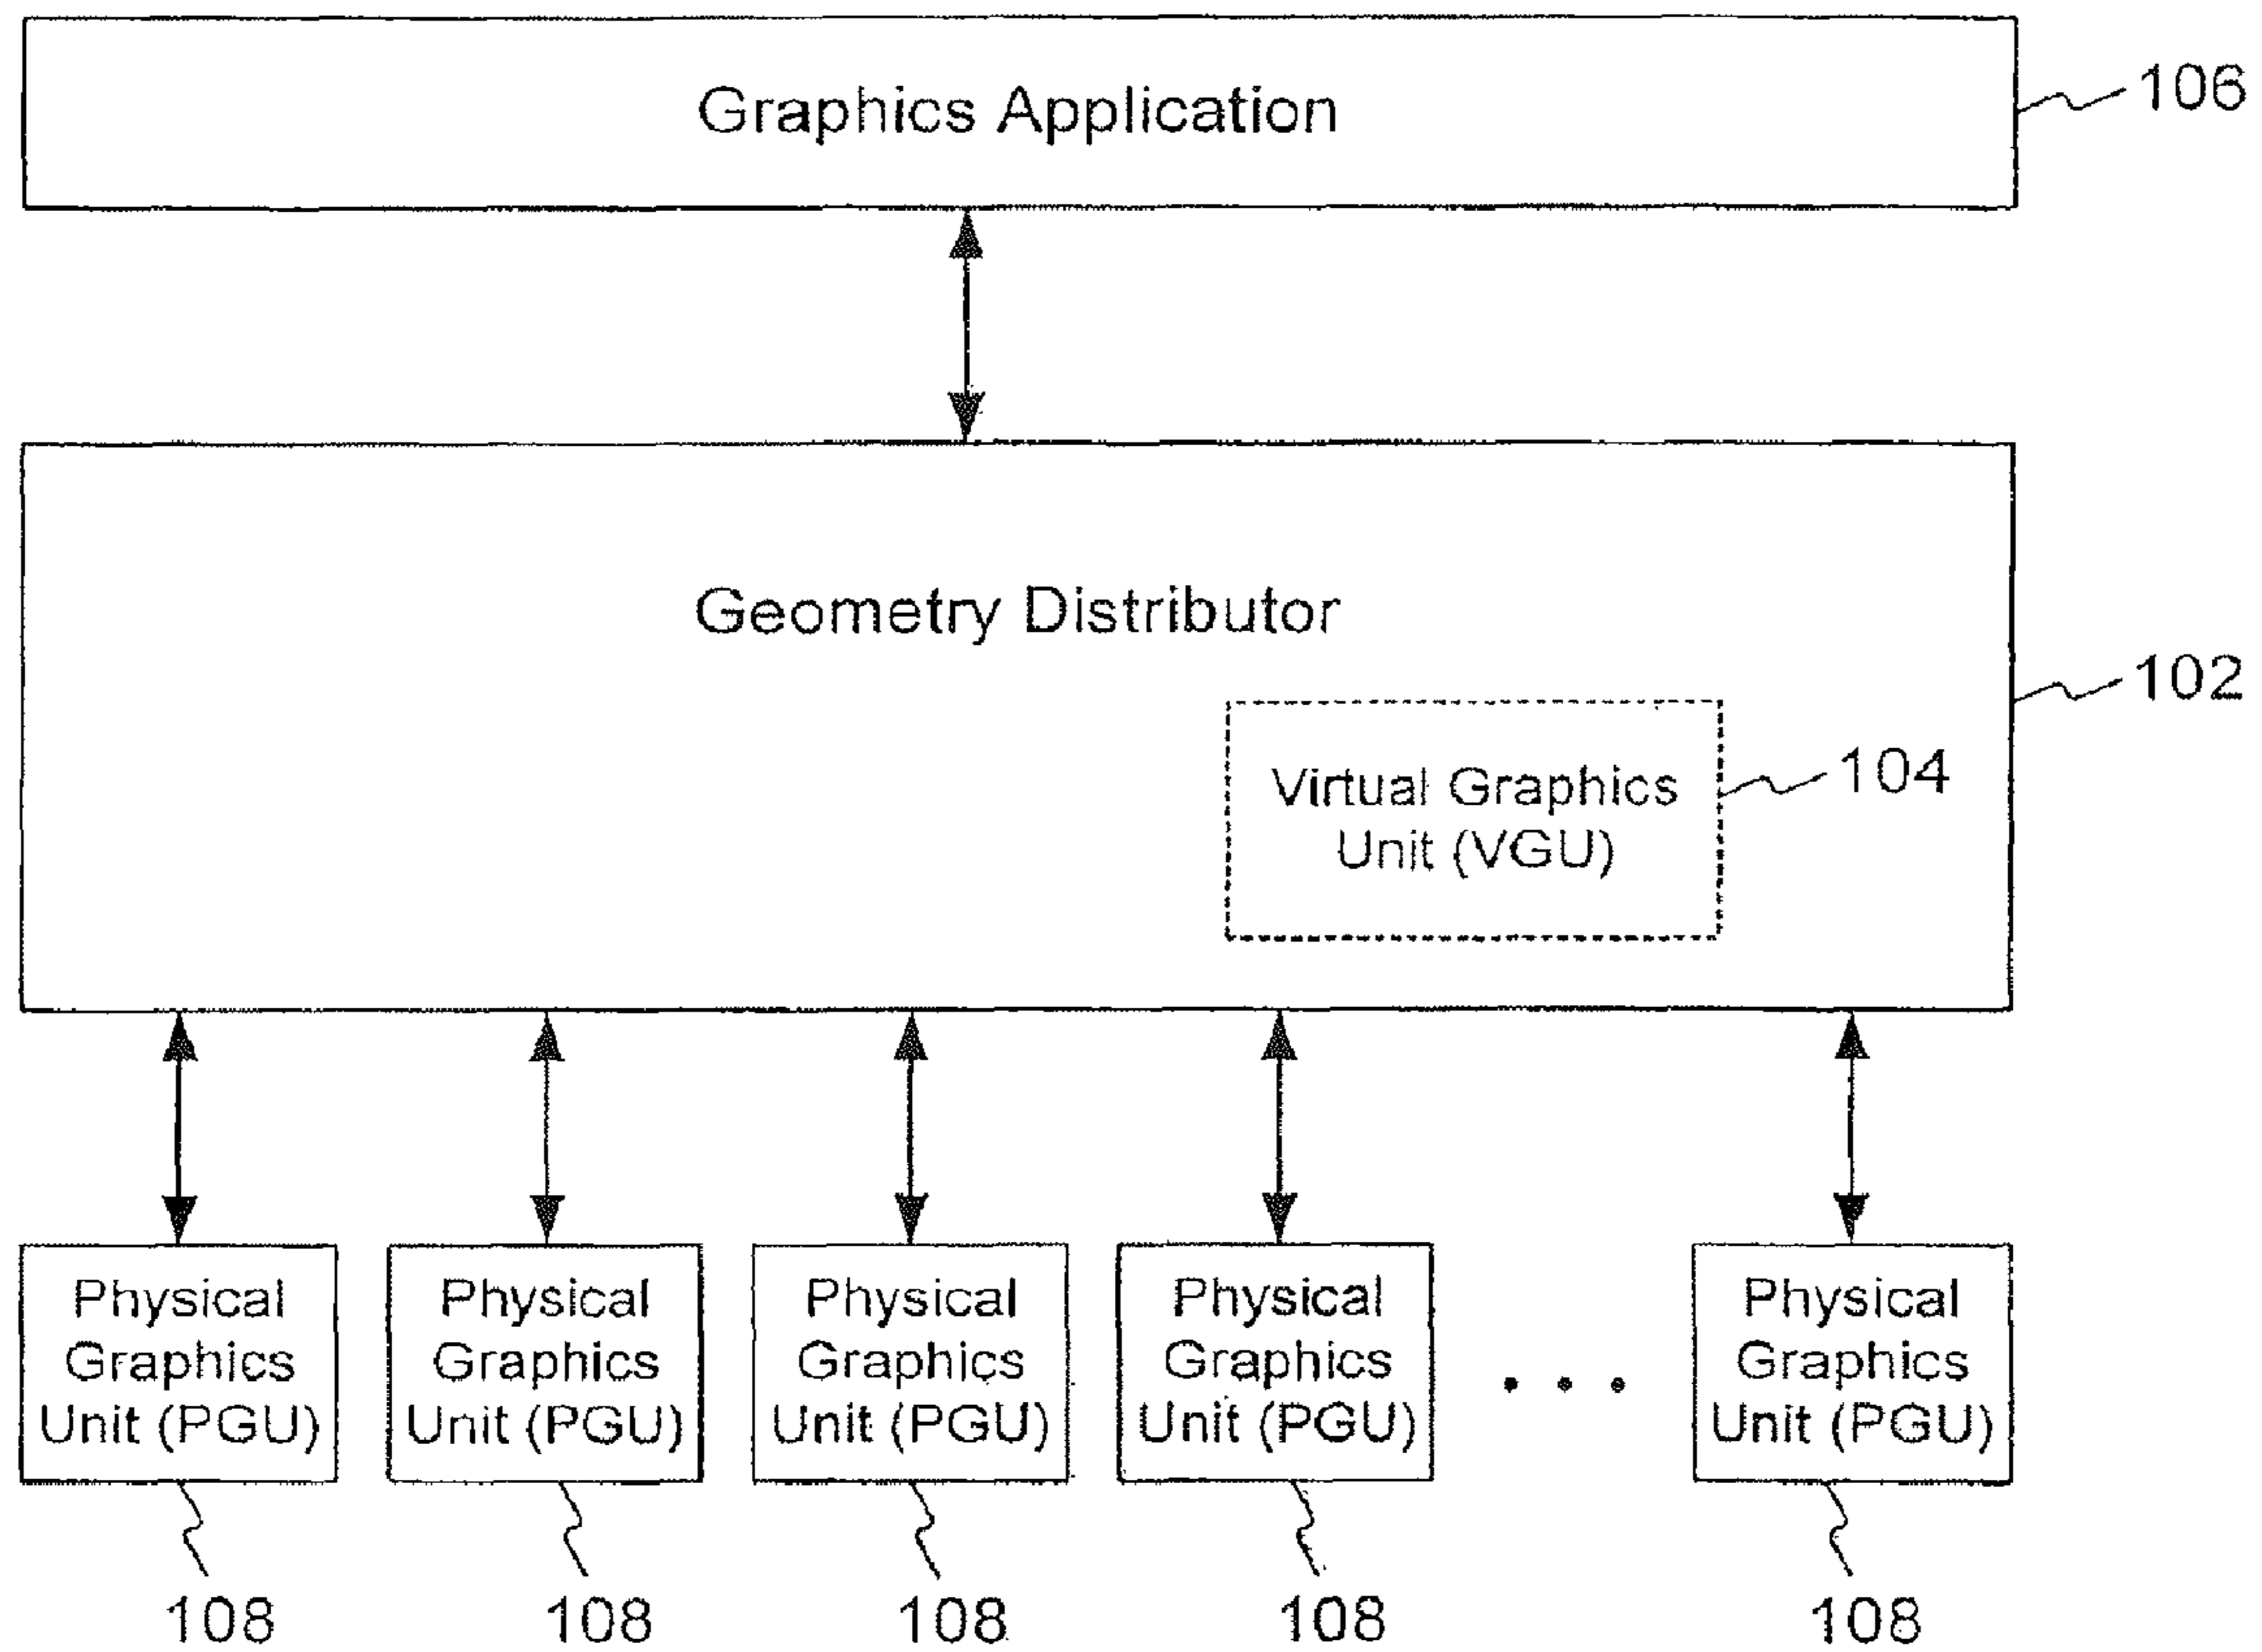 Graphics Application
106
Geometry Distributor
102
Virtual Graphics
Unit (VGU)
104
Physical
Graphics
Unit (PGU)
Physical
Graphics
Unit (PGU)
Physical
Graphics
Unit (PGU)
Physical
Graphics
Unit (PGU)
• • •
Physical
Graphics
Unit (PGU)
108
108
108
108
108